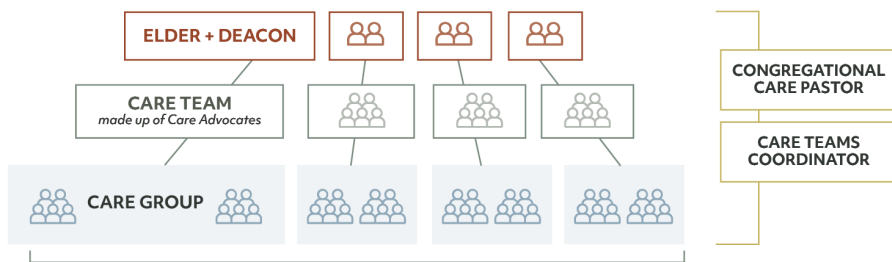 ELDER + DEACON
CARE TEAM
made up of Care Advocates
CARE GROUP
CONGREGATIONAL
CARE PASTOR
CARE TEAMS
COORDINATOR